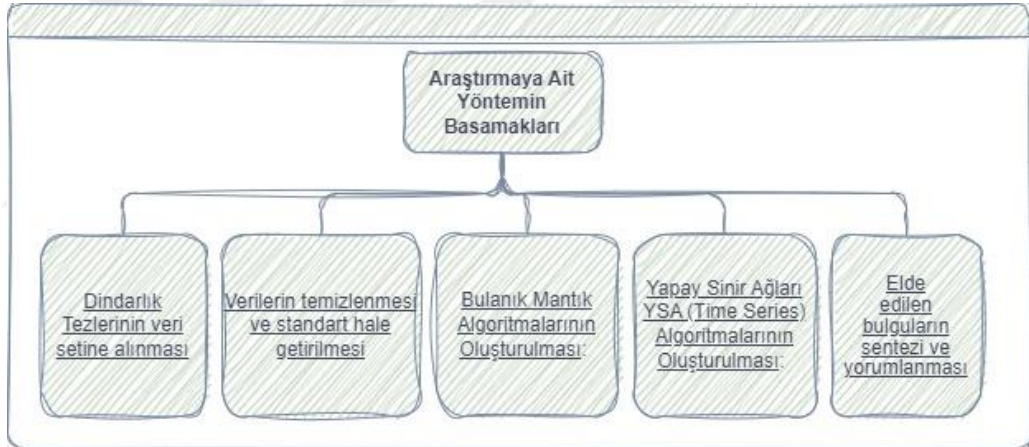 Araştırmaya Ait
Yöntemin
Basamakları
Dindarlık
Tezlerinin veri
setine alınması
Verilerin temizlenmesi
ve standart hale
getirilmesi
Bulanık Mantık
Algoritmalarının
Oluşturulması:
Yapay Sinir Ağları
YSA (Time Series)
Algoritmalarının
Oluşturulması:
Elde
edilen
bulguların
sentezi ve
yorumlanması